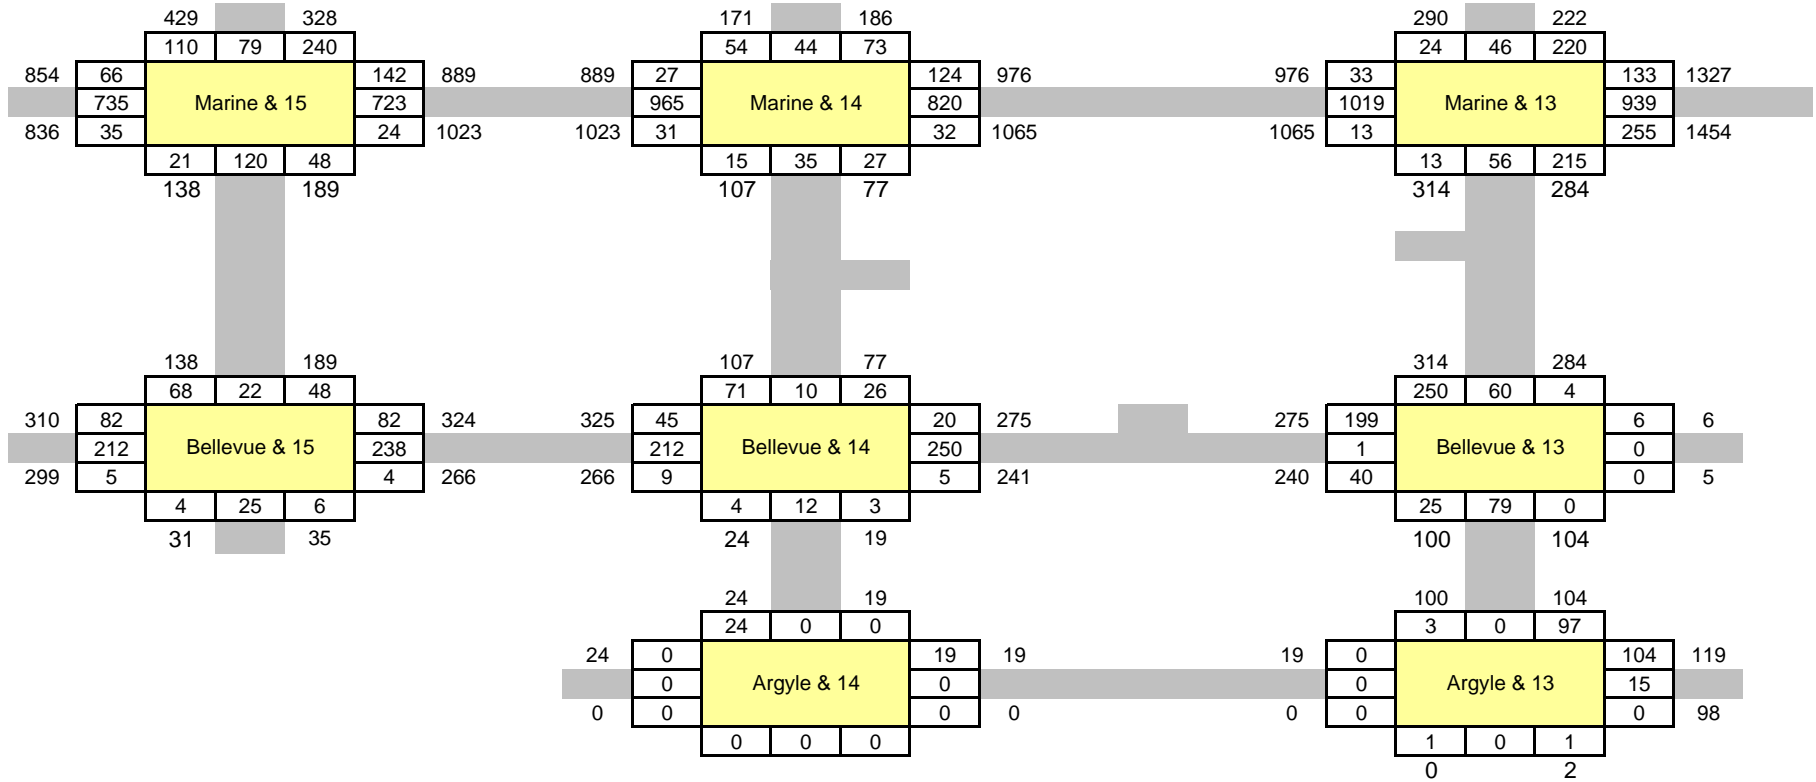 429 328 171 186 290 222
110 79 240 54 44 73 24 46 220
854 66 142 889 889 27 124 976 976 33 133 1327
735 Marine & 15 723 965 Marine & 14 820 1019 Marine & 13 939
836 35 24 1023 1023 31 32 1065 1065 13 255 1454
21 120 48 15 35 27 13 56 215
138 189 107 77 314 284
138 189 107 77 314 284
68 22 48 71 10 26 250 60 4
310 82 82 324 325 45 20 275 275 199 6 6
212 Bellevue & 15 238 212 Bellevue & 14 250 1 Bellevue & 13 0
299 5 4 266 266 9 5 241 240 40 0 5
4 25 6 4 12 3 25 79 0
31 35 24 19 100 104
24 19 100 104
24 0 0 3 0 97
24 0 19 19 19 0 104 119
0 Argyle & 14 0 0 Argyle & 13 15
0 0 0 0 0 0 0 98
0 0 0 1 0 1
0 2